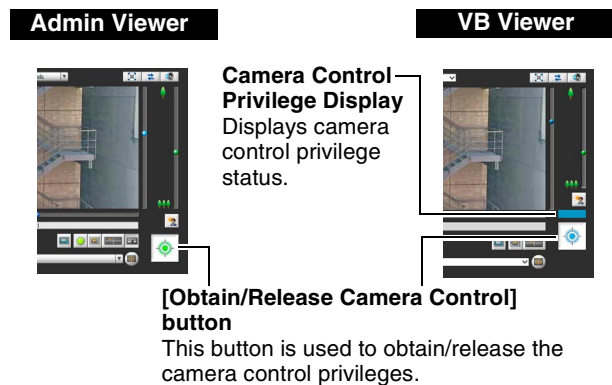 Admin Viewer
VB Viewer
Camera Control
Privilege Display
Displays camera
control privilege
status.
[Obtain/Release Camera Control]
button
This button is used to obtain/release the
camera control privileges.